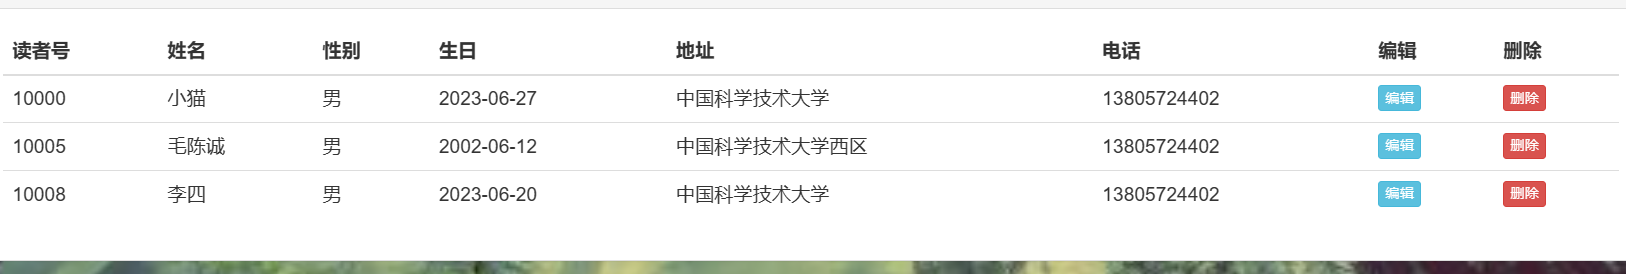 读者号 姓名 性别 生日 地址 电话 编辑 删除
10000 小猫 男 2023-06-27 中国科学技术大学 13805724402 编辑 删除
10005 毛陈诚 男 2002-06-12 中国科学技术大学西区 13805724402 编辑 删除
10008 李四 男 2023-06-20 中国科学技术大学 13805724402 编辑 删除